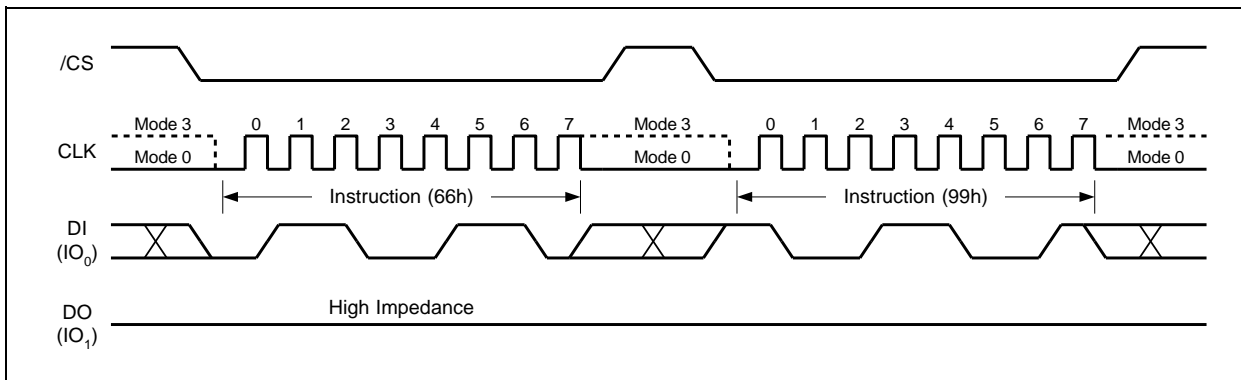 /CS
Mode 3 0 1 2 3 4 5 6 7 Mode 3 0 1 2 3 4 5 6 7 Mode 3
CLK Mode 0 Mode 0 Mode 0
Instruction (66h) Instruction (99h)
DI
(IO0)
High Impedance
DO
(IO1)